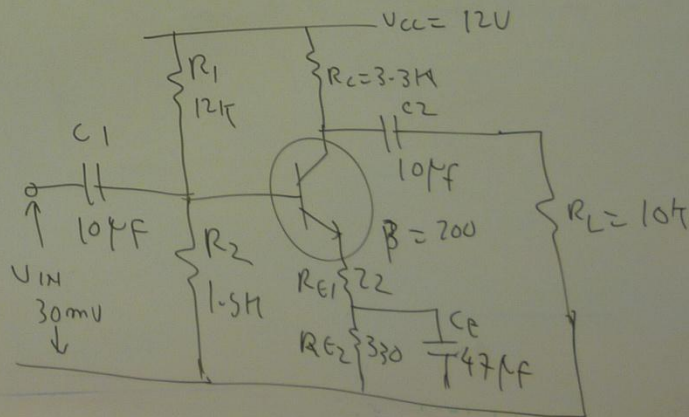 VCC = 12V
R1
12K
RC=3.3K
C1
C2
10μF
10μf
R2
1.5K
β = 200
RL = 10K
VIN
30mV
RE1 22
RE2 330
Ce
47μf